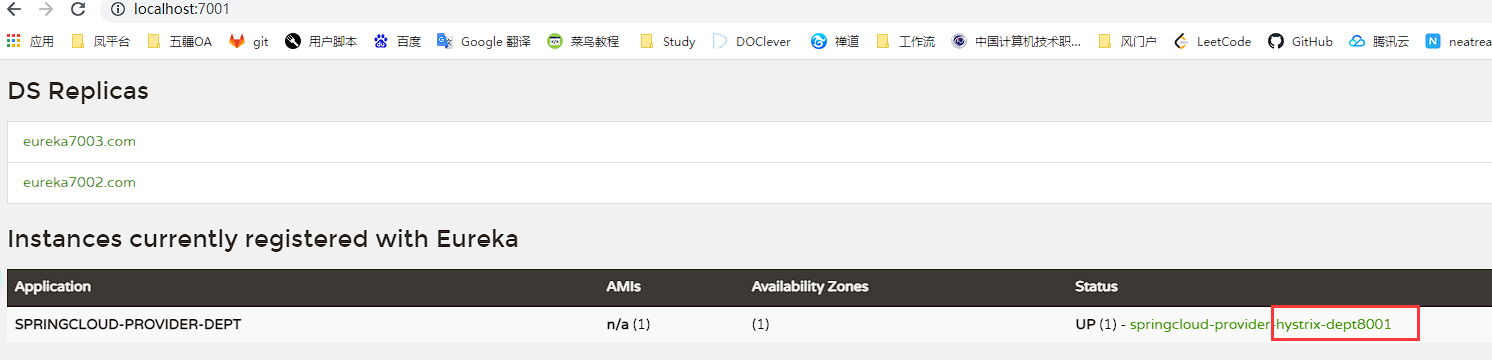 localhost:7001
应用 凤平台 五疆OA git 用户脚本 百度 Google 翻译 菜鸟教程 Study DOClever 禅道 工作流 中国计算机技术职... 风门户 LeetCode GitHub 腾讯云 neatrea
DS Replicas
eureka7003.com
eureka7002.com
Instances currently registered with Eureka
Application AMIs Availability Zones Status
SPRINGCLOUD-PROVIDER-DEPT n/a (1) (1) UP (1) - springcloud-provider-hystrix-dept8001